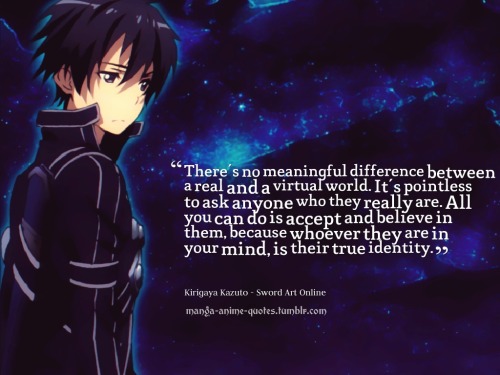 “There´s no meaningful difference between
a real and a virtual world. It´s pointless
to ask anyone who they really are. All
you can do is accept and believe in
them, because whoever they are in
your mind, is their true identity.”
Kirigaya Kazuto - Sword Art Online
manga-anime-quotes.tumblr.com